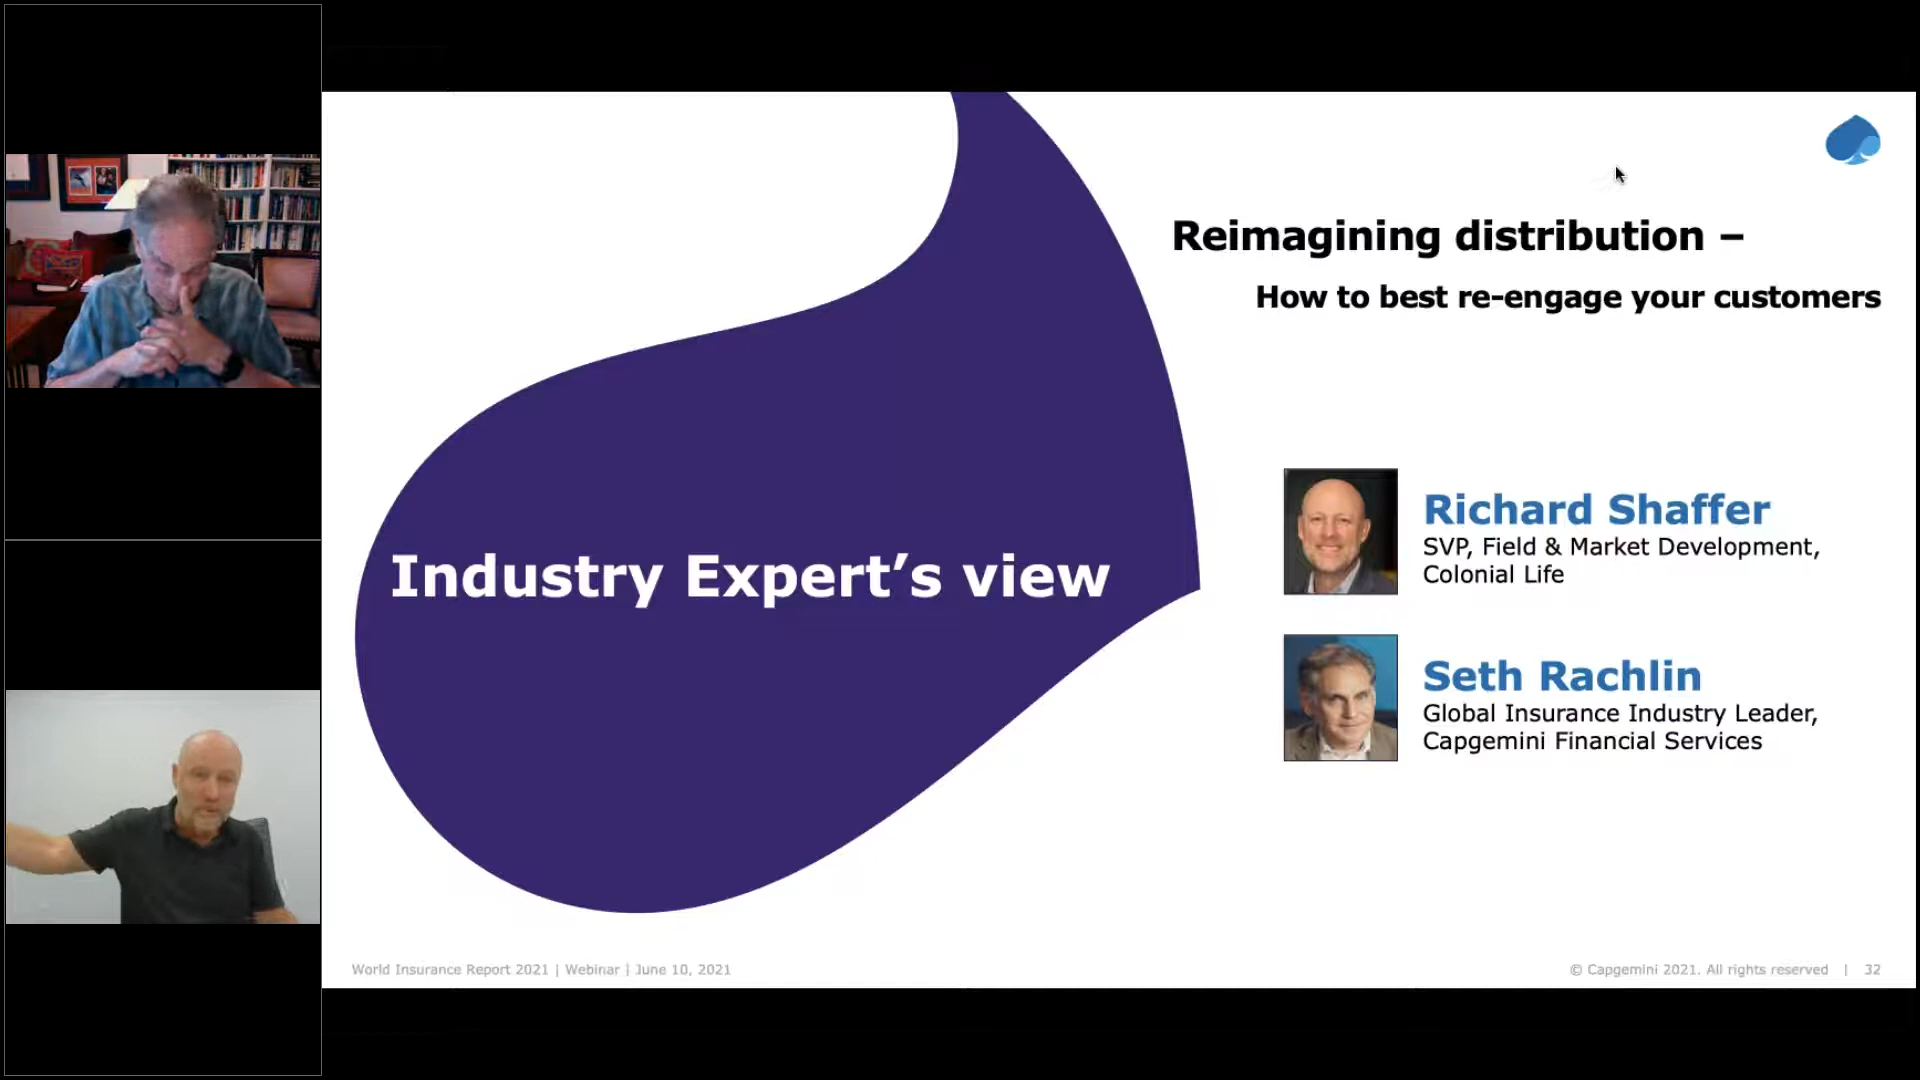 Reimagining distribution –
How to best re-engage your customers
Industry Expert’s view
Richard Shaffer
SVP, Field & Market Development,
Colonial Life
Seth Rachlin
Global Insurance Industry Leader,
Capgemini Financial Services
World Insurance Report 2021 | Webinar | June 10, 2021
© Capgemini 2021. All rights reserved | 32